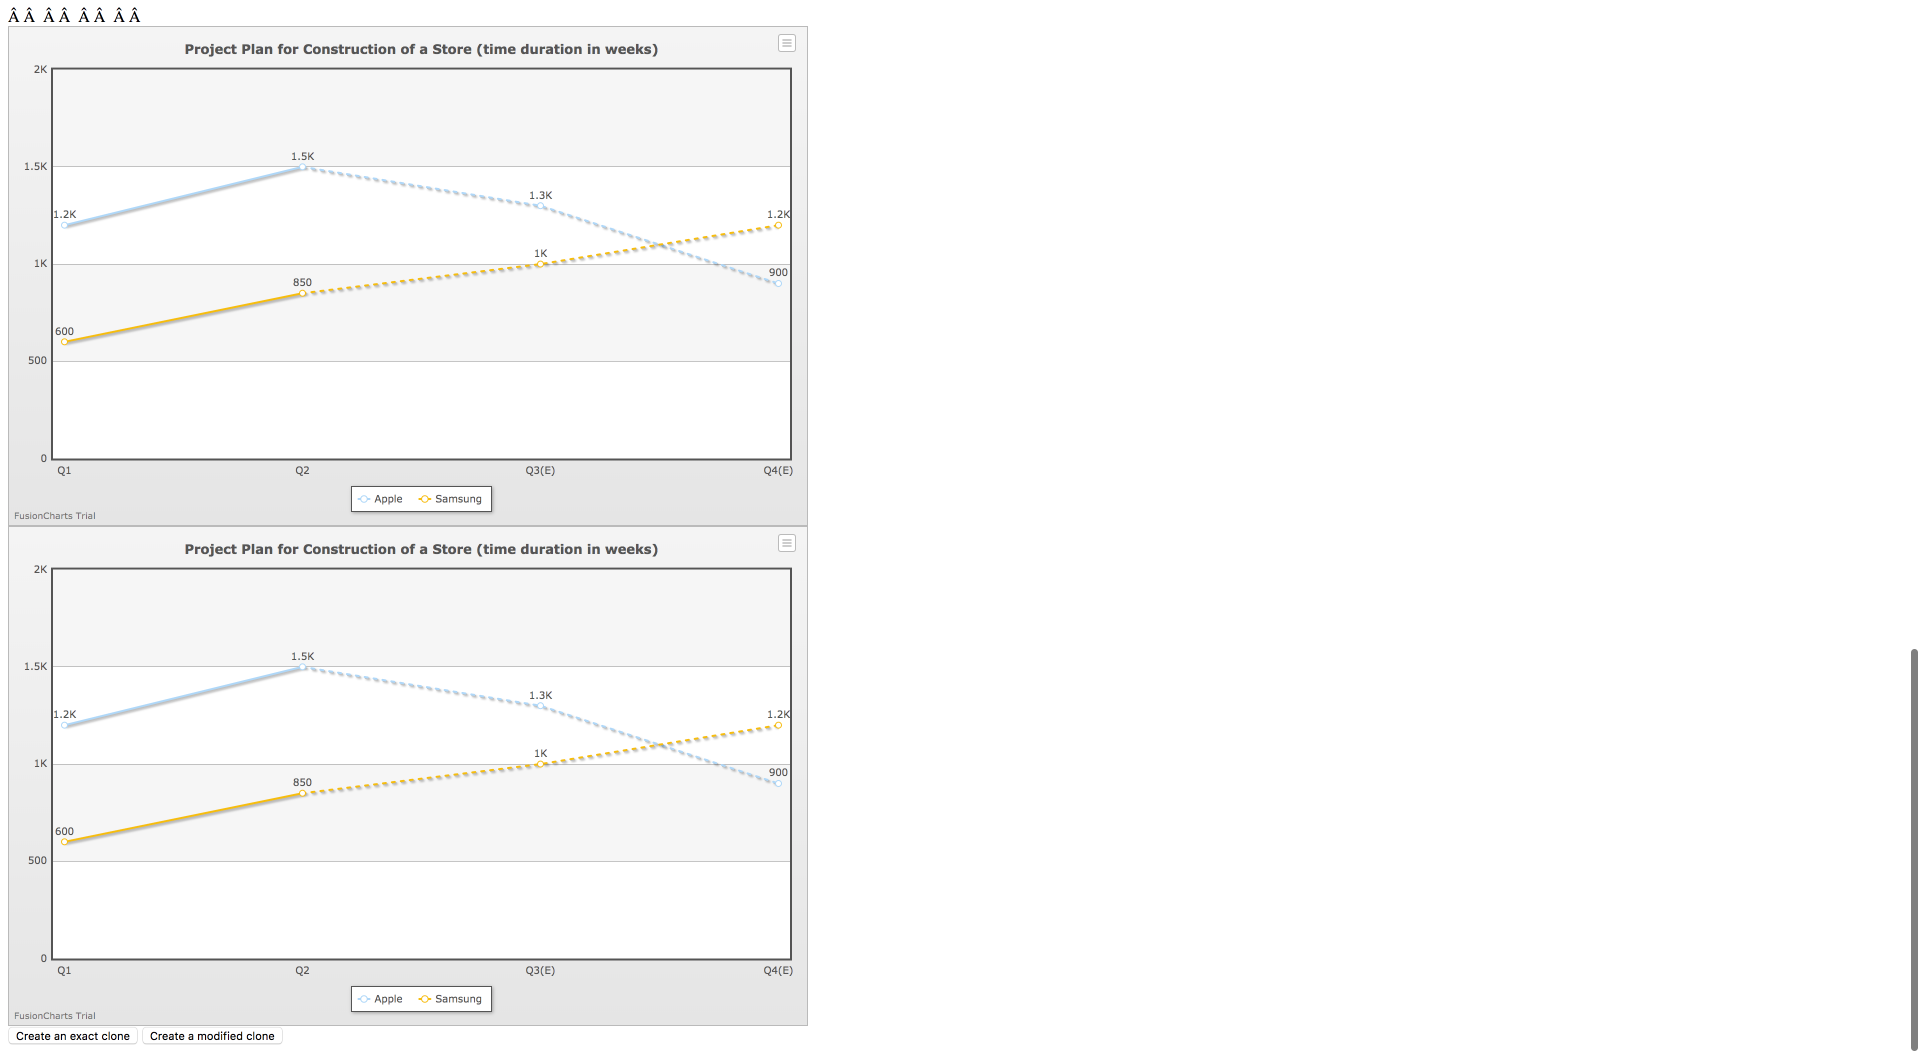 Â Â  Â Â  Â Â  Â Â
Project Plan for Construction of a Store (time duration in weeks)
2K
1.5K
1.5K
1.3K
1.2K
1.2K
1K
1K
900
850
600
500
0
Q1 Q2 Q3(E) Q4(E)
Apple Samsung
FusionCharts Trial
Project Plan for Construction of a Store (time duration in weeks)
2K
1.5K
1.5K
1.3K
1.2K
1.2K
1K
1K
900
850
600
500
0
Q1 Q2 Q3(E) Q4(E)
Apple Samsung
FusionCharts Trial
Create an exact clone Create a modified clone